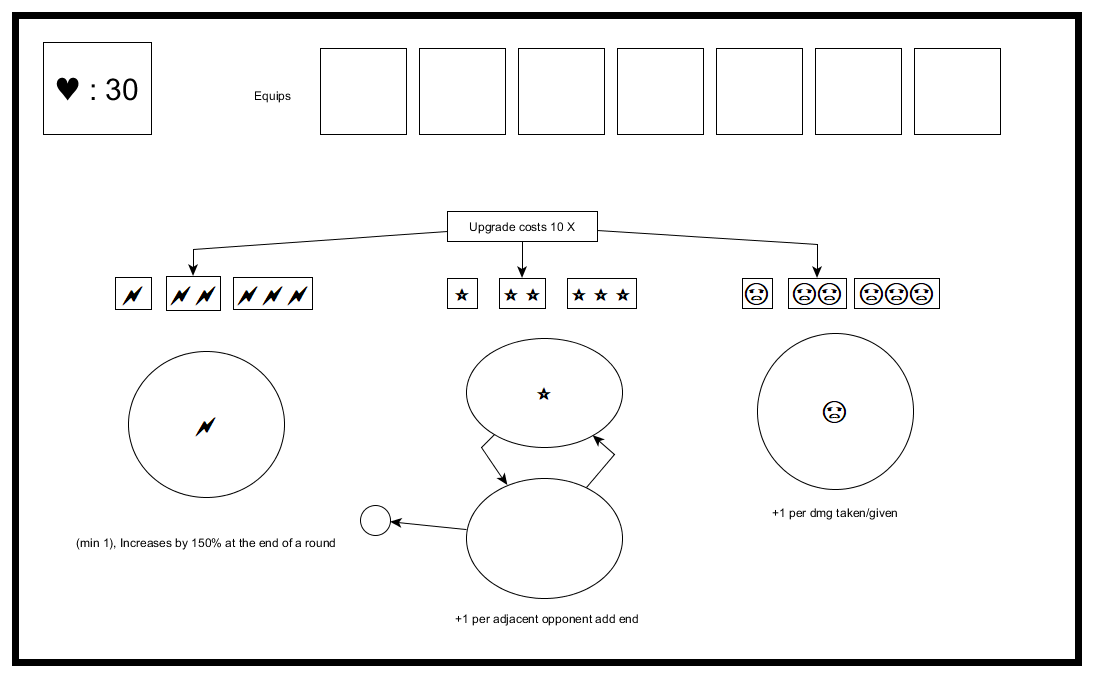 ♥ : 30
Equips
Upgrade costs 10 X
(min 1), Increases by 150% at the end of a round
+1 per adjacent opponent add end
+1 per dmg taken/given